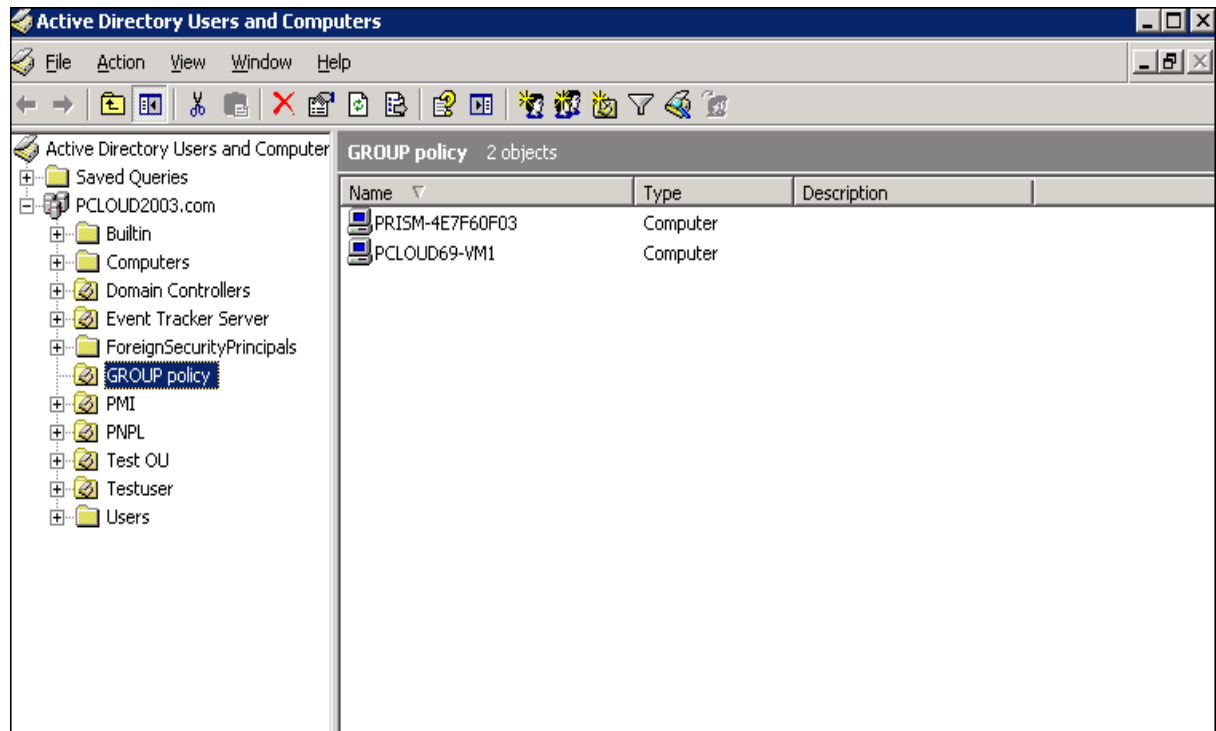 Active Directory Users and Computers
File Action View Window Help
Active Directory Users and Computer
Saved Queries
PCLOUD2003.com
Builtin
Computers
Domain Controllers
Event Tracker Server
ForeignSecurityPrincipals
GROUP policy
PMI
PNPL
Test OU
Testuser
Users
GROUP policy 2 objects
Name Type Description
PRISM-4E7F60F03 Computer
PCLOUD69-VM1 Computer